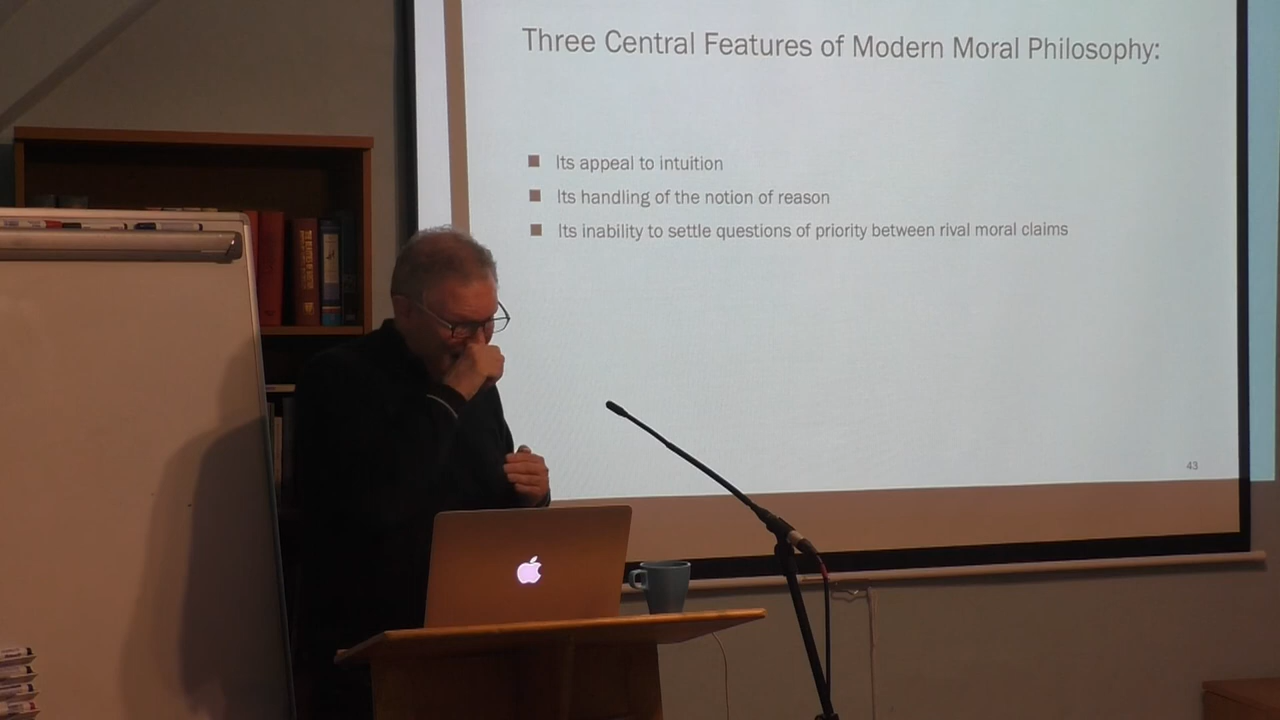 Three Central Features of Modern Moral Philosophy:
Its appeal to intuition
Its handling of the notion of reason
Its inability to settle questions of priority between rival moral claims
43